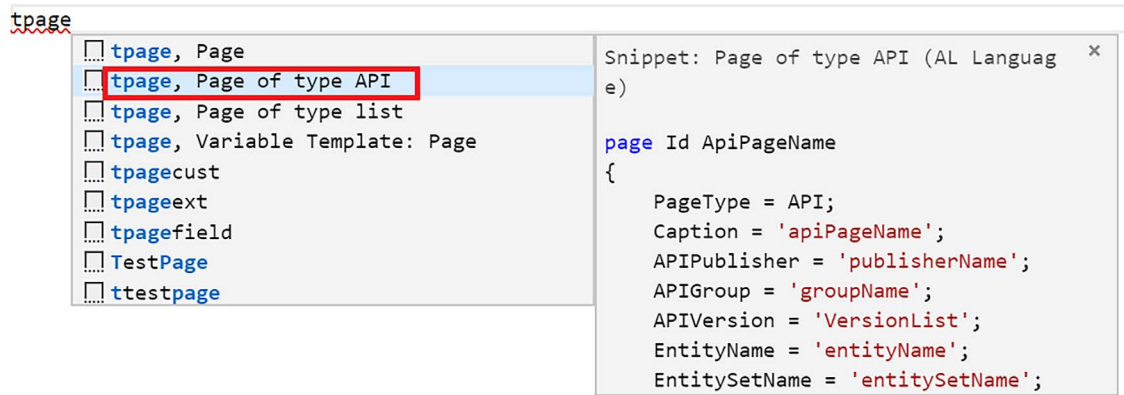 tpage
tpage, Page
tpage, Page of type API
tpage, Page of type list
tpage, Variable Template: Page
tpagecust
tpageext
tpagefield
TestPage
ttestpage
Snippet: Page of type API (AL Languag ×
e)
page Id ApiPageName
{
    PageType = API;
    Caption = 'apiPageName';
    APIPublisher = 'publisherName';
    APIGroup = 'groupName';
    APIVersion = 'VersionList';
    EntityName = 'entityName';
    EntitySetName = 'entitySetName';